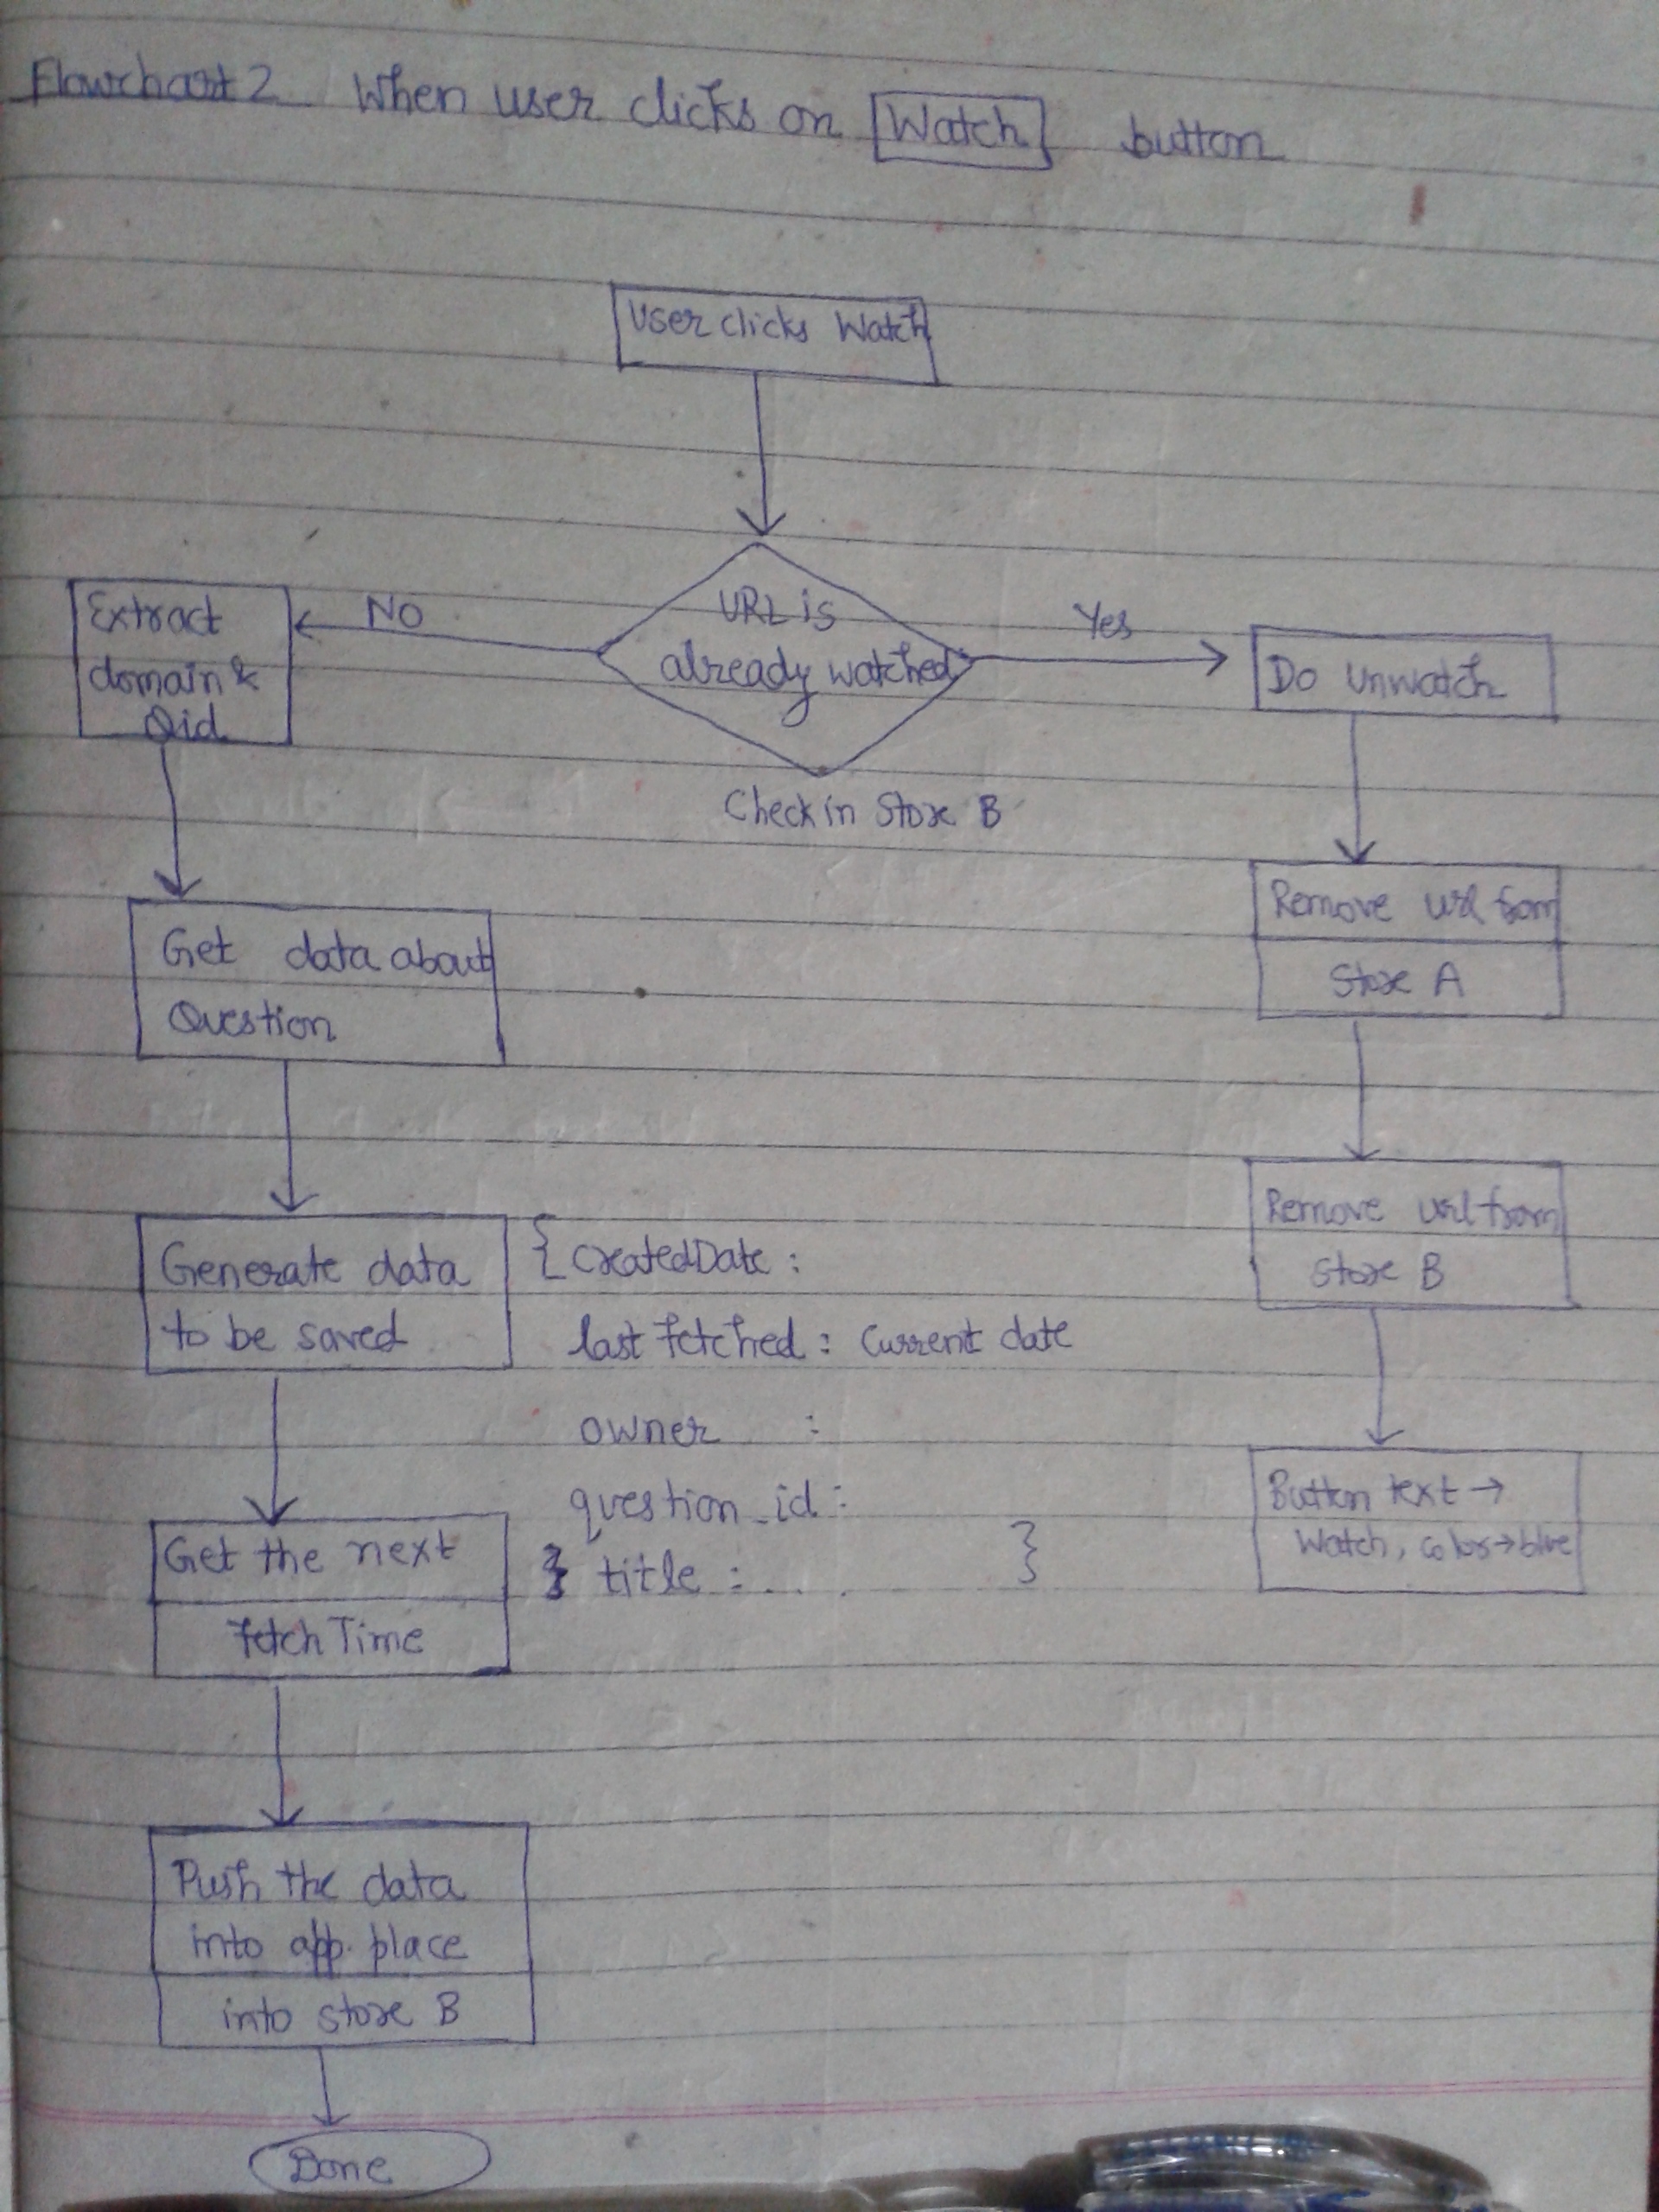 Flowchart 2 When user clicks on Watch button
User clicks Watch
URL is
already watched
Check in Store B
No
Yes
Extract
domain &
Qid
Get data about
Question
Generate data
to be saved
{ createdDate :
last fetched : Current date
owner :
question_id :
title : .. . }
Get the next
fetch Time
Push the data
into app. place
into store B
Done
Do Unwatch
Remove url from
Store A
Remove url from
Store B
Button text →
Watch, color → blue